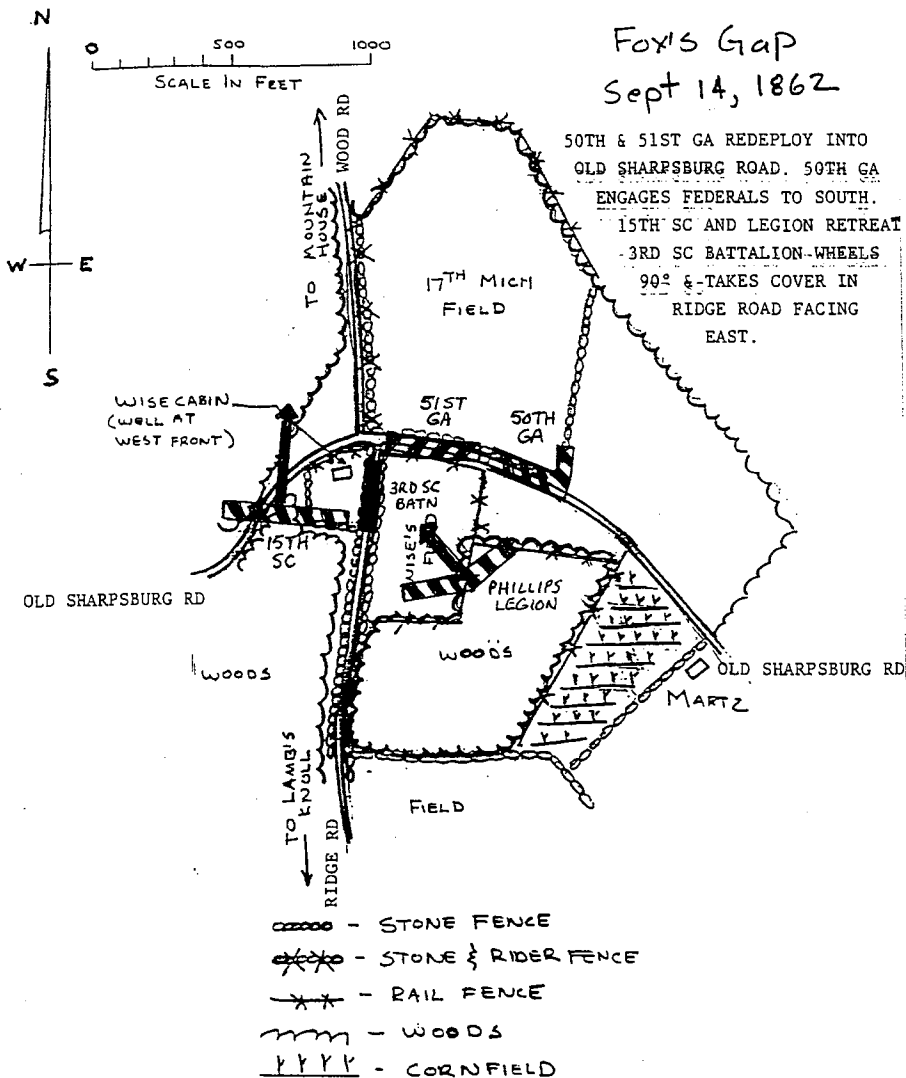 N
W
E
S
0 500 1000
SCALE IN FEET
Fox's Gap
Sept 14, 1862
50TH & 51ST GA REDEPLOY INTO
OLD SHARPSBURG ROAD. 50TH GA
ENGAGES FEDERALS TO SOUTH.
15TH SC AND LEGION RETREAT
3RD SC BATTALION WHEELS
90° & TAKES COVER IN
RIDGE ROAD FACING
EAST.
TO MOUNTAIN
HOUSE
WOOD RD
17TH MICH
FIELD
WISE CABIN
(WELL AT
WEST FRONT)
51ST
GA
50TH
GA
3RD SC
BATN
WISE'S
15TH
SC
PHILLIPS
LEGION
OLD SHARPSBURG RD
WOODS
WOODS
OLD SHARPSBURG RD
MARTZ
TO LAMB'S
KNOLL
RIDGE RD
FIELD
- STONE FENCE
- STONE & RIDER FENCE
- RAIL FENCE
- WOODS
- CORNFIELD